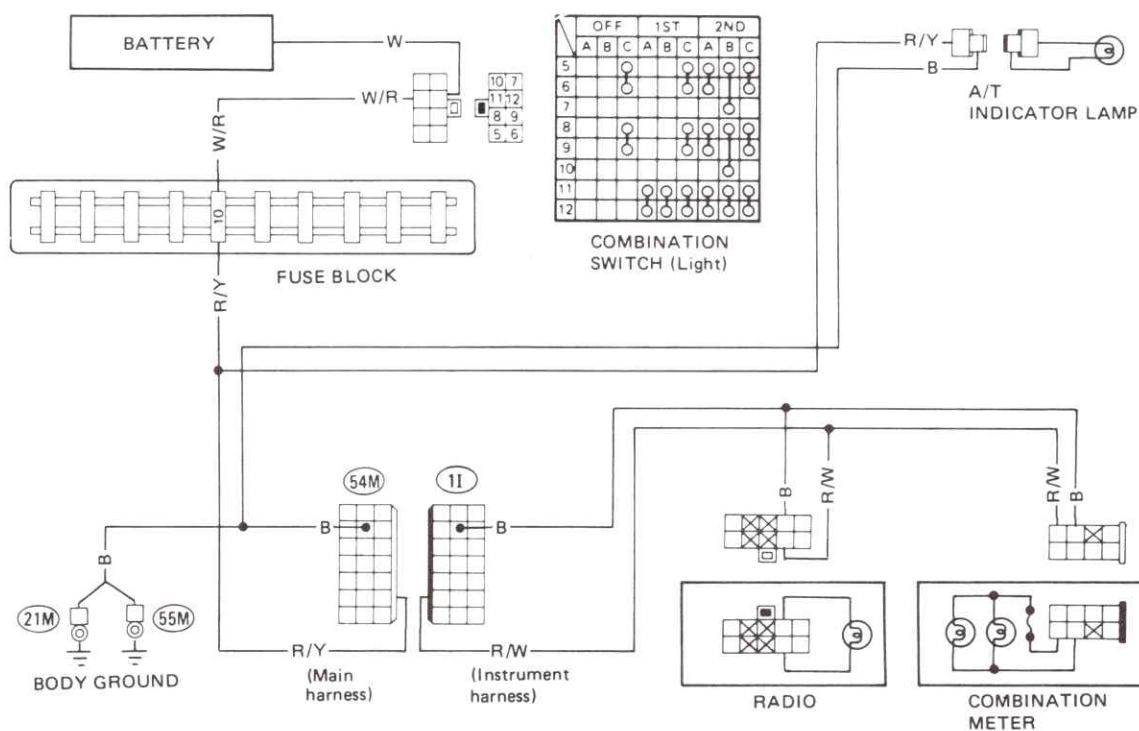 BATTERY
W
W/R
10 7
11 12
8 9
5 6
OFF 1ST 2ND
A B C A B C A B C
5
6
7
8
9
10
11
12
COMBINATION
SWITCH (Light)
R/Y
B
A/T
INDICATOR LAMP
W/R
10
FUSE BLOCK
R/Y
54M
1I
B
B
B
R/W
R/W
B
B
21M
55M
BODY GROUND
R/Y
(Main
harness)
R/W
(Instrument
harness)
RADIO
COMBINATION
METER